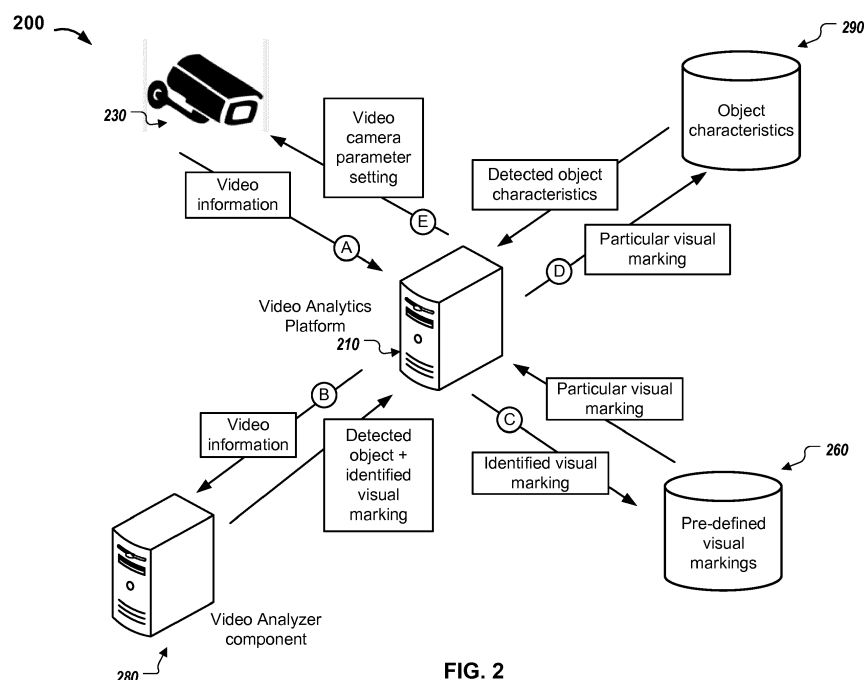 200
230
Video
camera
parameter
setting
290
Object
characteristics
Video
information
A
E
Detected object
characteristics
D
Particular visual
marking
Video Analytics
Platform
210
B
Video
information
Detected
object +
identified
visual
marking
C
Particular visual
marking
Identified visual
marking
260
Pre-defined
visual
markings
Video Analyzer
component
280
FIG. 2